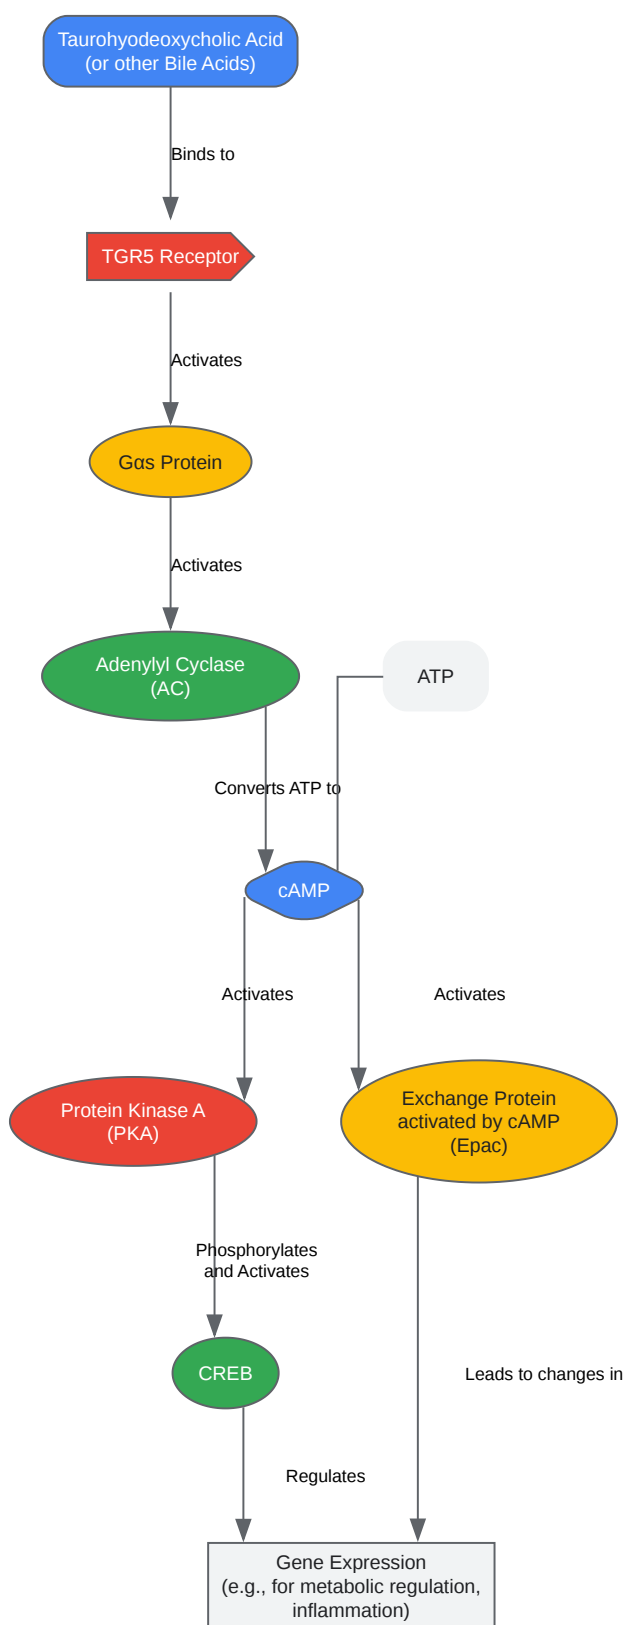 Taurohyodeoxycholic Acid
(or other Bile Acids)
Binds to
TGR5 Receptor
Activates
Gαs Protein
Activates
Adenylyl Cyclase
(AC)
ATP
Converts ATP to
cAMP
Activates
Activates
Protein Kinase A
(PKA)
Exchange Protein
activated by cAMP
(Epac)
Phosphorylates
and Activates
CREB
Leads to changes in
Regulates
Gene Expression
(e.g., for metabolic regulation,
inflammation)